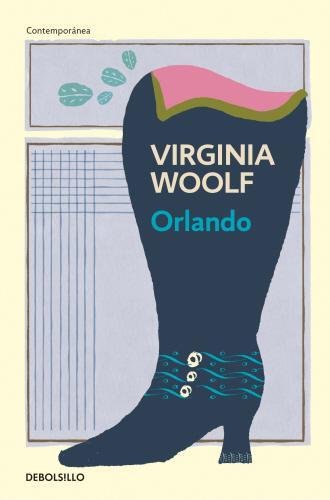 Contemporánea
VIRGINIA
WOOLF
Orlando
DEBOLSILLO